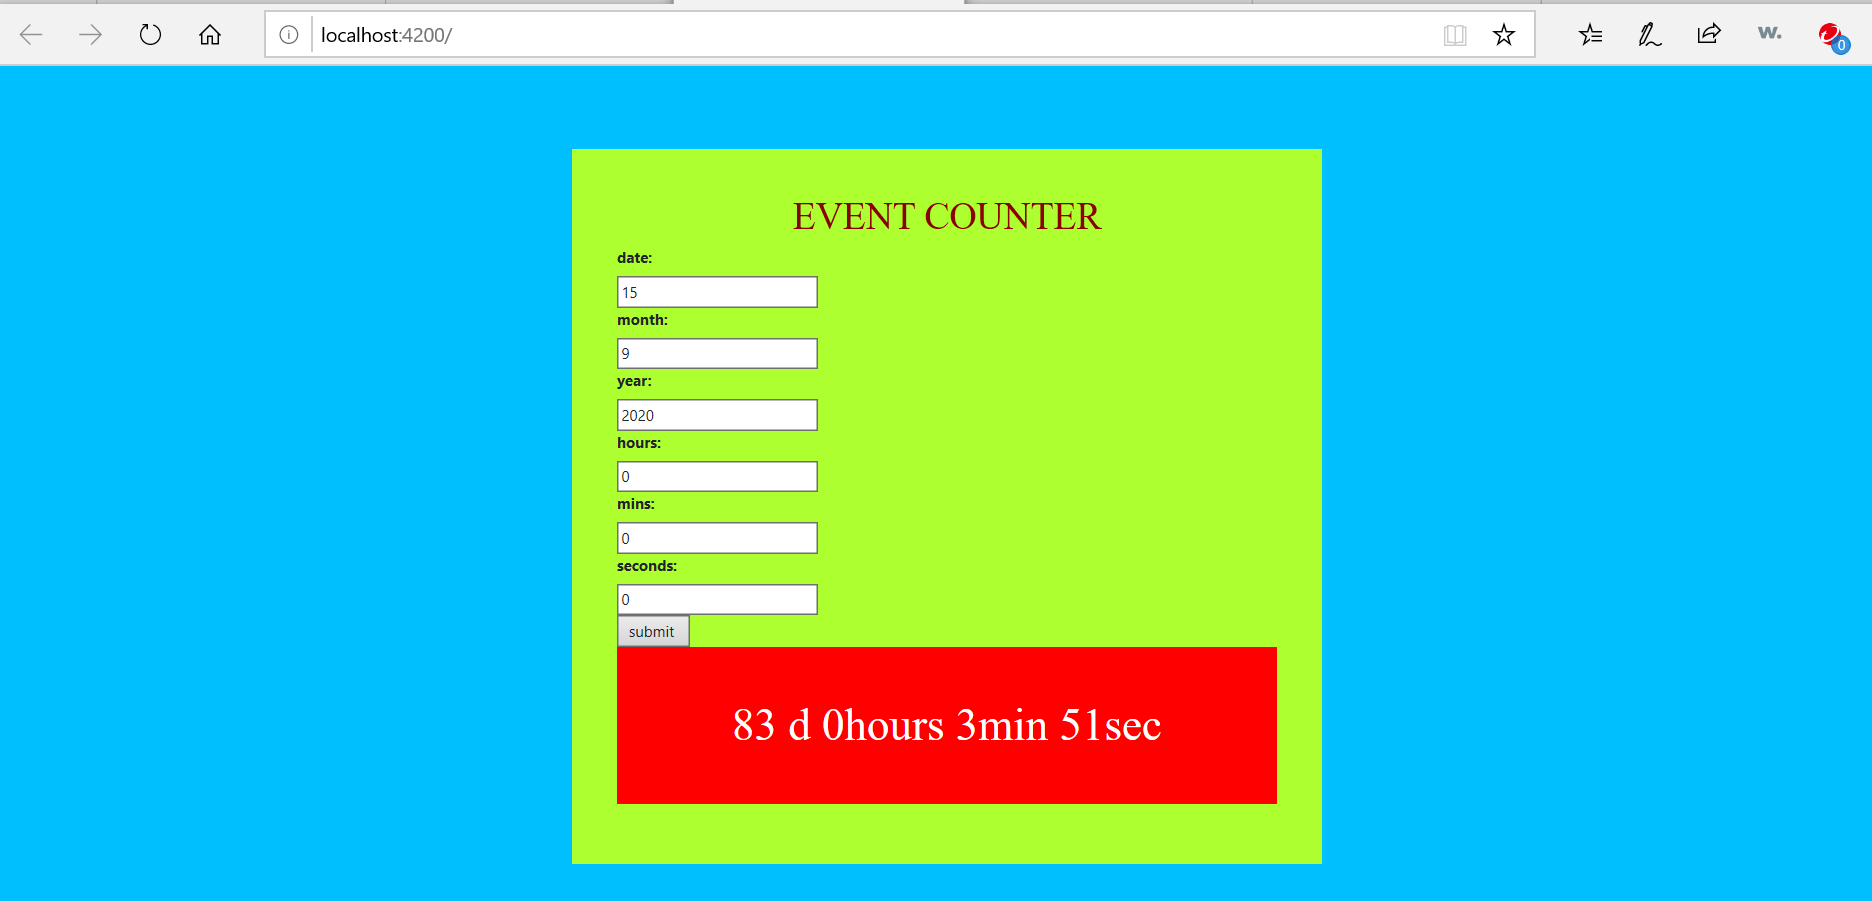 localhost:4200/
w.
0
EVENT COUNTER
date:
15
month:
9
year:
2020
hours:
0
mins:
0
seconds:
0
submit
83 d 0hours 3min 51sec